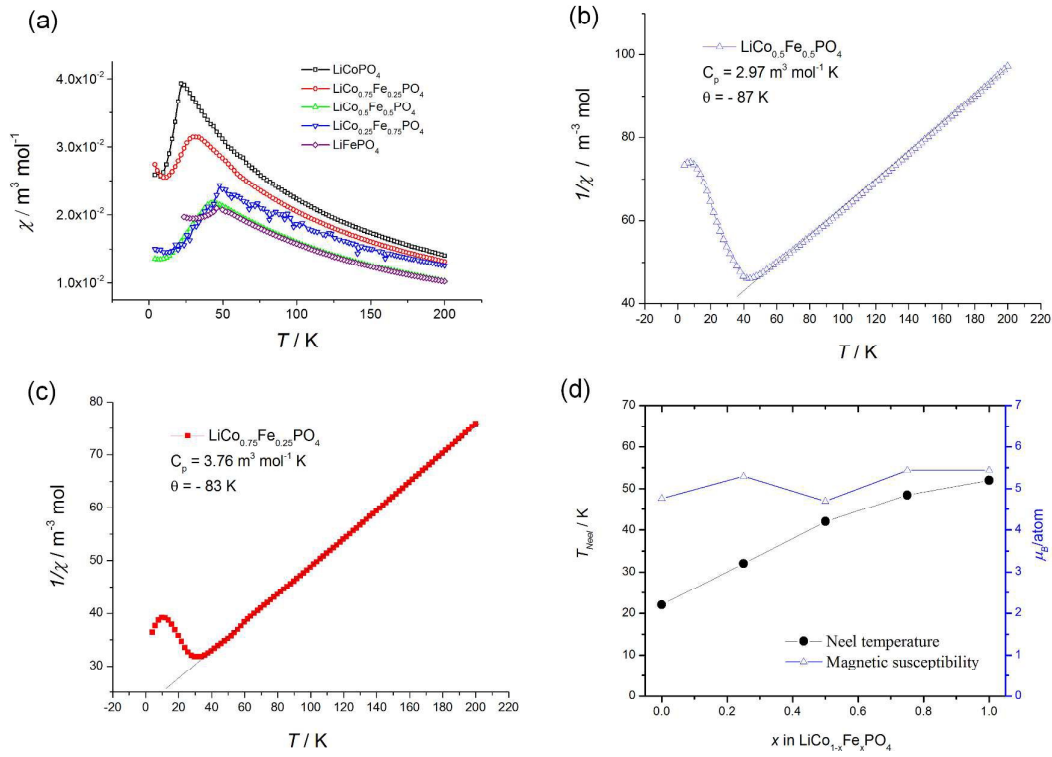 (a)
χ / m³ mol⁻¹
4.0x10⁻²
3.0x10⁻²
2.0x10⁻²
1.0x10⁻²
LiCoPO₄
LiCo₀.₇₅Fe₀.₂₅PO₄
LiCo₀.₅Fe₀.₅PO₄
LiCo₀.₂₅Fe₀.₇₅PO₄
LiFePO₄
0 50 100 150 200
T / K
(b)
1/χ / m⁻³ mol
100
80
60
40
LiCo₀.₅Fe₀.₅PO₄
Cₚ = 2.97 m³ mol⁻¹ K
θ = - 87 K
-20 0 20 40 60 80 100 120 140 160 180 200 220
T / K
(c)
1/χ / m⁻³ mol
80
70
60
50
40
30
LiCo₀.₇₅Fe₀.₂₅PO₄
Cₚ = 3.76 m³ mol⁻¹ K
θ = - 83 K
-20 0 20 40 60 80 100 120 140 160 180 200 220
T / K
(d)
T_Neel / K
70
60
50
40
30
20
10
0
Neel temperature
Magnetic susceptibility
7
6
5
4
3
2
1
0
μ_B/atom
0.0 0.2 0.4 0.6 0.8 1.0
x in LiCo₁₋ₓFeₓPO₄